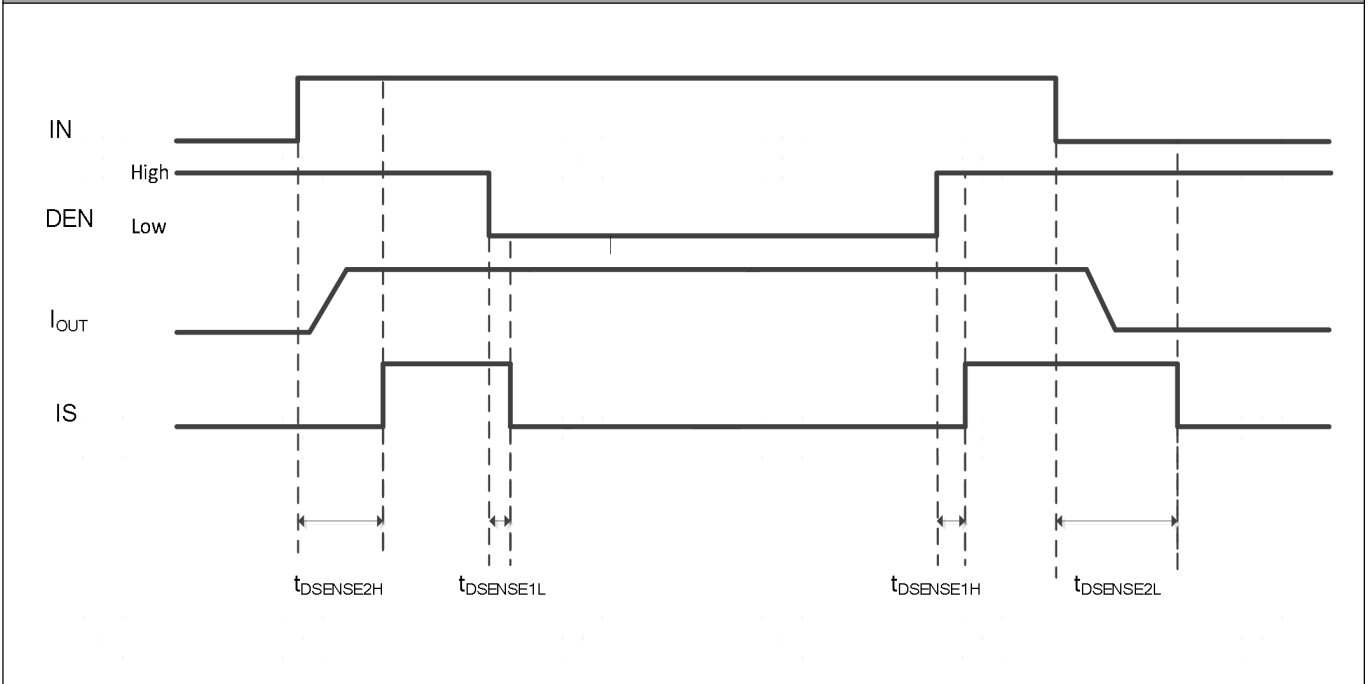 IN
High
DEN
Low
IOUT
IS
tDSENSE2H
tDSENSE1L
tDSENSE1H
tDSENSE2L